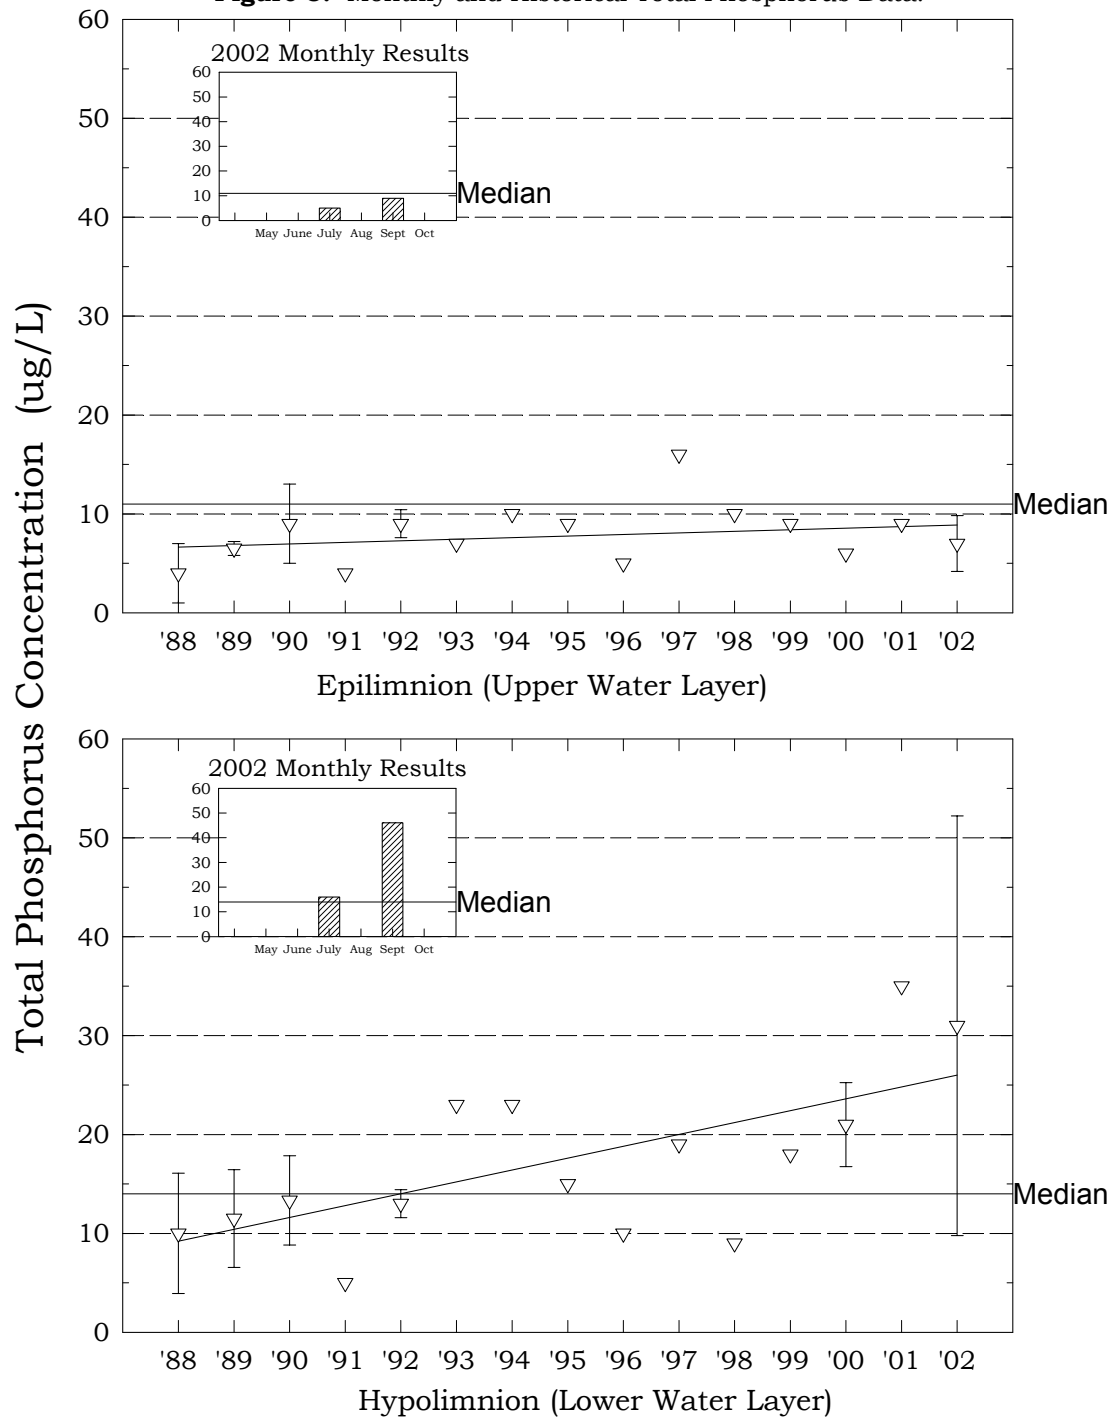 Figure 3. Monthly and Historical Total Phosphorus Data.
60
50
40
30
20
10
0
2002 Monthly Results
60
50
40
30
20
10
0
May June July Aug Sept Oct
Median
Median
'88 '89 '90 '91 '92 '93 '94 '95 '96 '97 '98 '99 '00 '01 '02
Epilimnion (Upper Water Layer)
Total Phosphorus Concentration (ug/L)
60
50
40
30
20
10
0
2002 Monthly Results
60
50
40
30
20
10
0
May June July Aug Sept Oct
Median
Median
'88 '89 '90 '91 '92 '93 '94 '95 '96 '97 '98 '99 '00 '01 '02
Hypolimnion (Lower Water Layer)